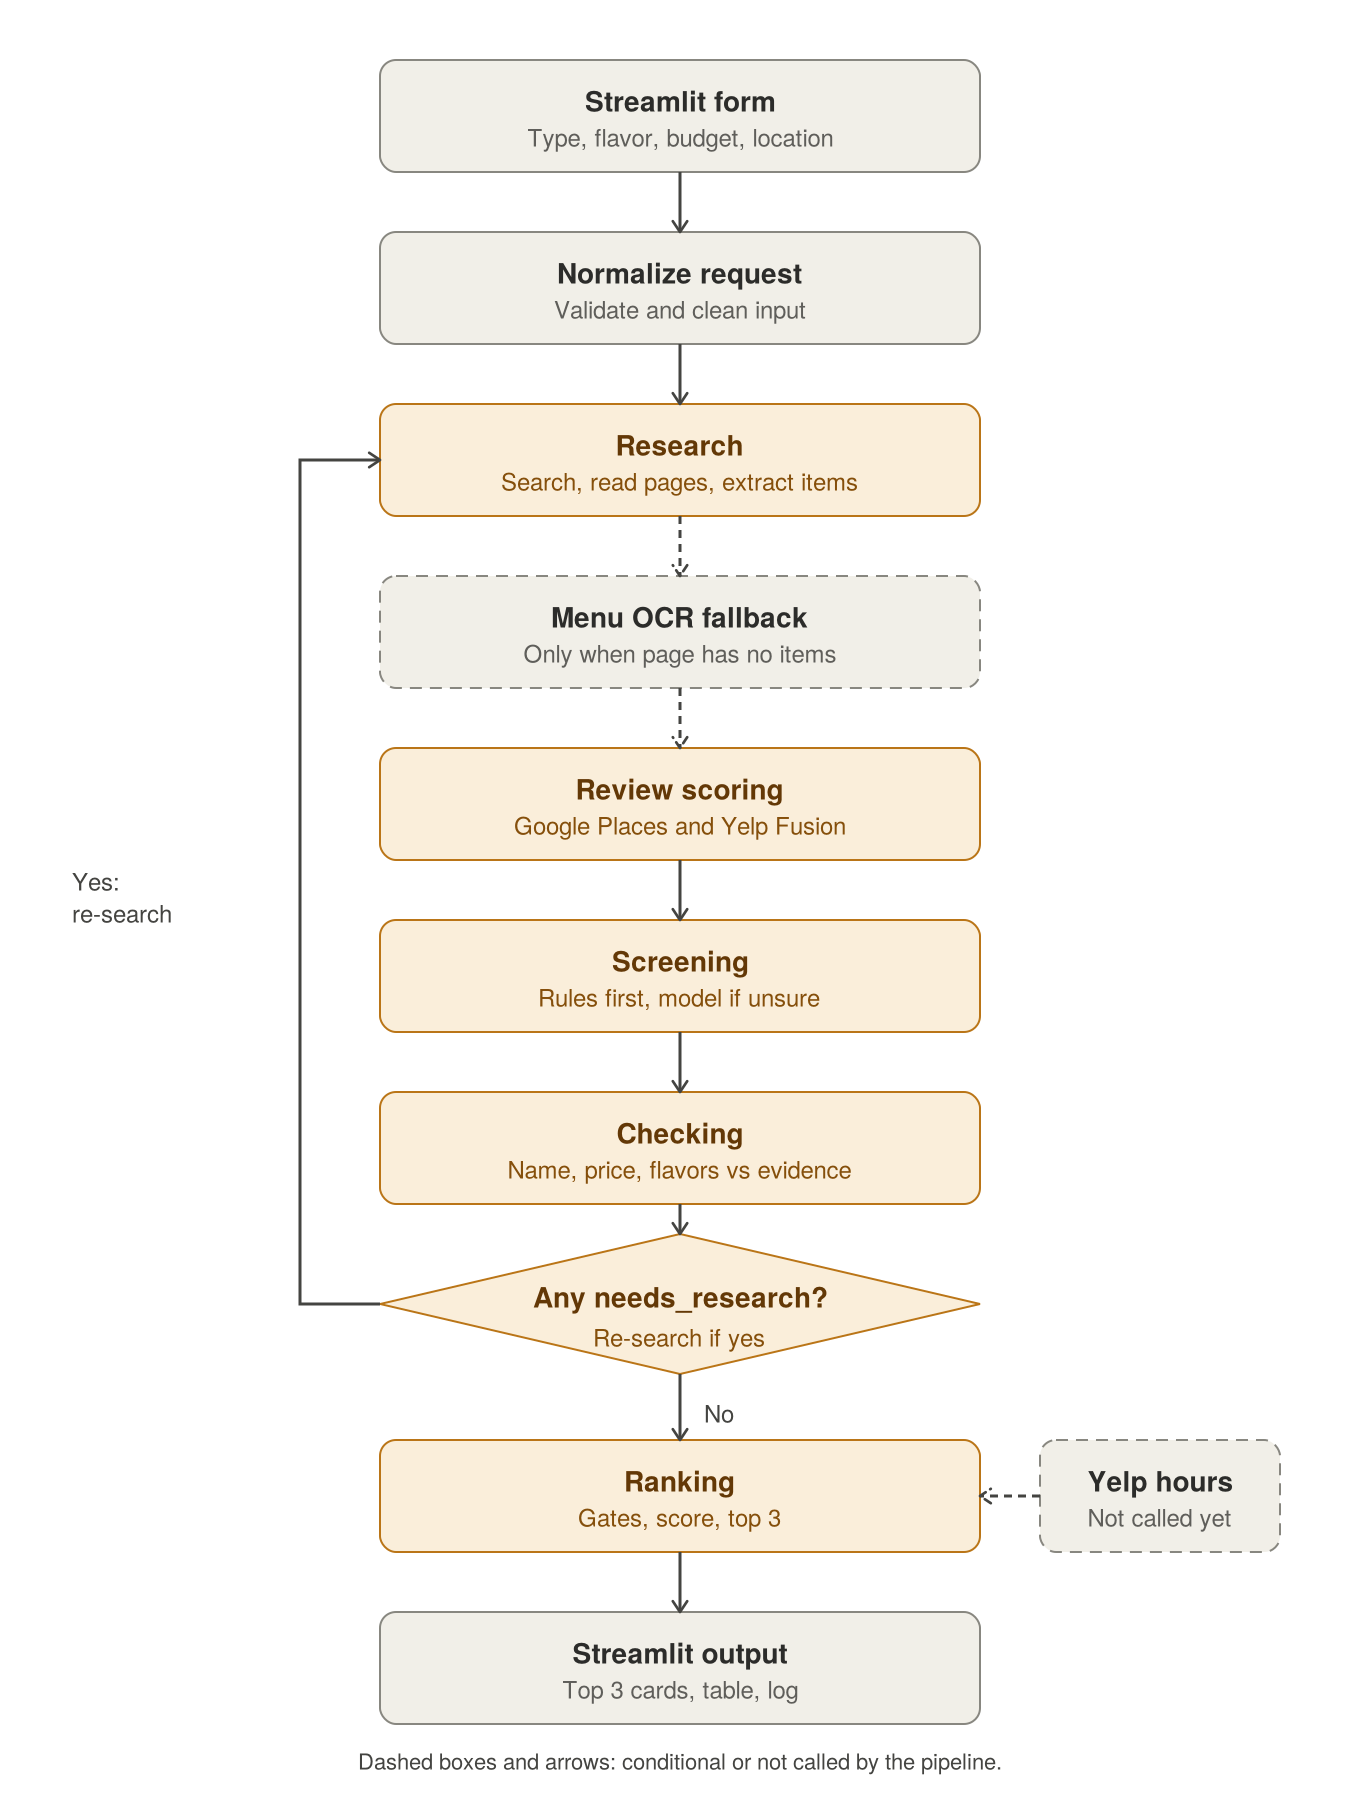 Streamlit form
Type, flavor, budget, location
Normalize request
Validate and clean input
Research
Search, read pages, extract items
Menu OCR fallback
Only when page has no items
Review scoring
Google Places and Yelp Fusion
Yes:
re-search
Screening
Rules first, model if unsure
Checking
Name, price, flavors vs evidence
Any needs_research?
Re-search if yes
No
Ranking
Gates, score, top 3
Yelp hours
Not called yet
Streamlit output
Top 3 cards, table, log
Dashed boxes and arrows: conditional or not called by the pipeline.